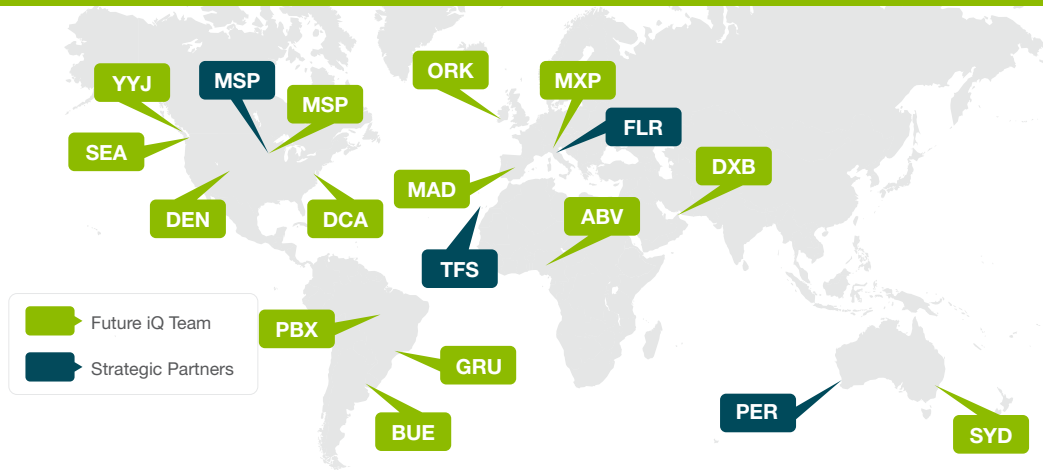 YYJ
MSP
MSP
SEA
DEN
DCA
ORK
MXP
FLR
MAD
DXB
ABV
TFS
PBX
GRU
BUE
PER
SYD
Future iQ Team
Strategic Partners